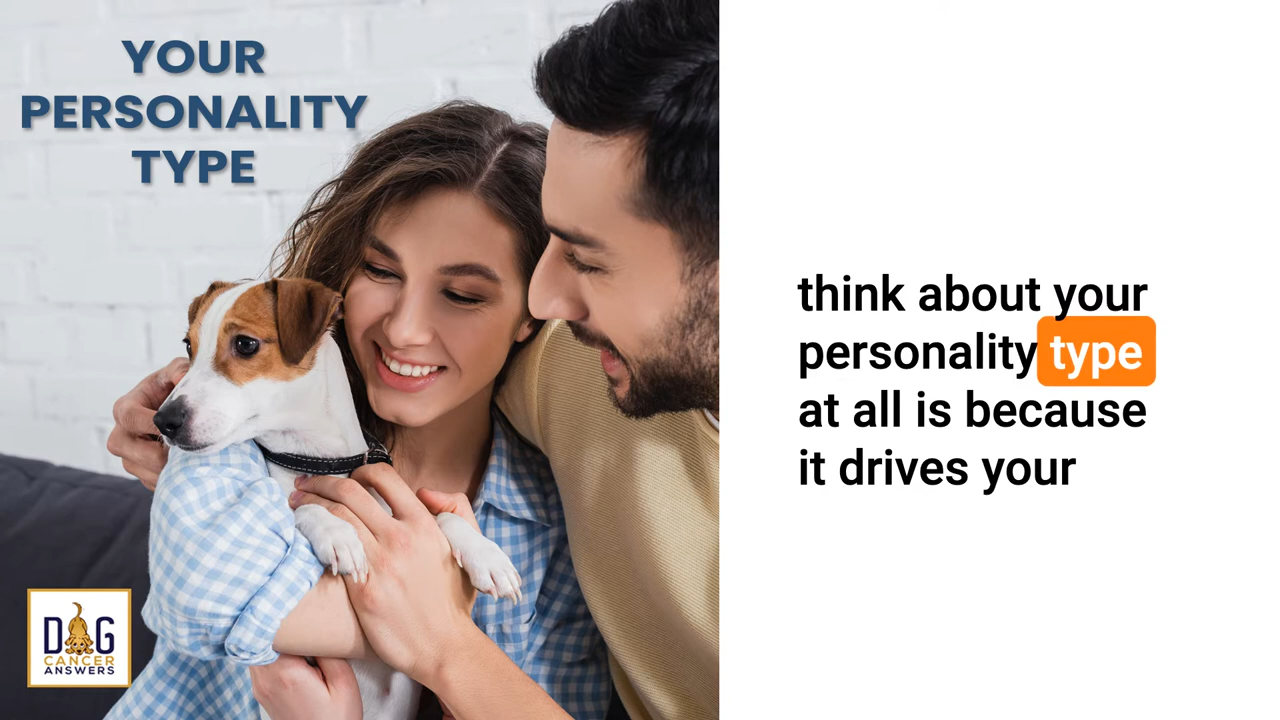 YOUR
PERSONALITY
TYPE
think about your
personality type
at all is because
it drives your
DOG
CANCER
ANSWERS